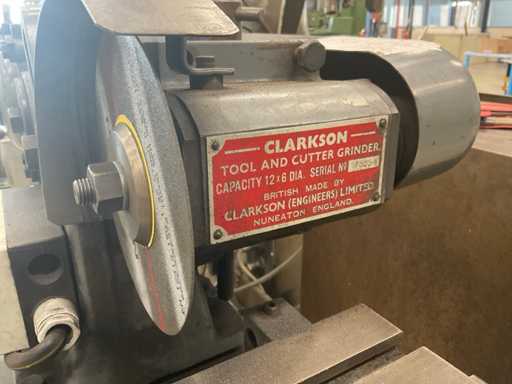 CLARKSON
TOOL AND CUTTER GRINDER.
CAPACITY 12 x 6 DIA. SERIAL No
BRITISH MADE BY
CLARKSON (ENGINEERS) LIMITED
NUNEATON ENGLAND.